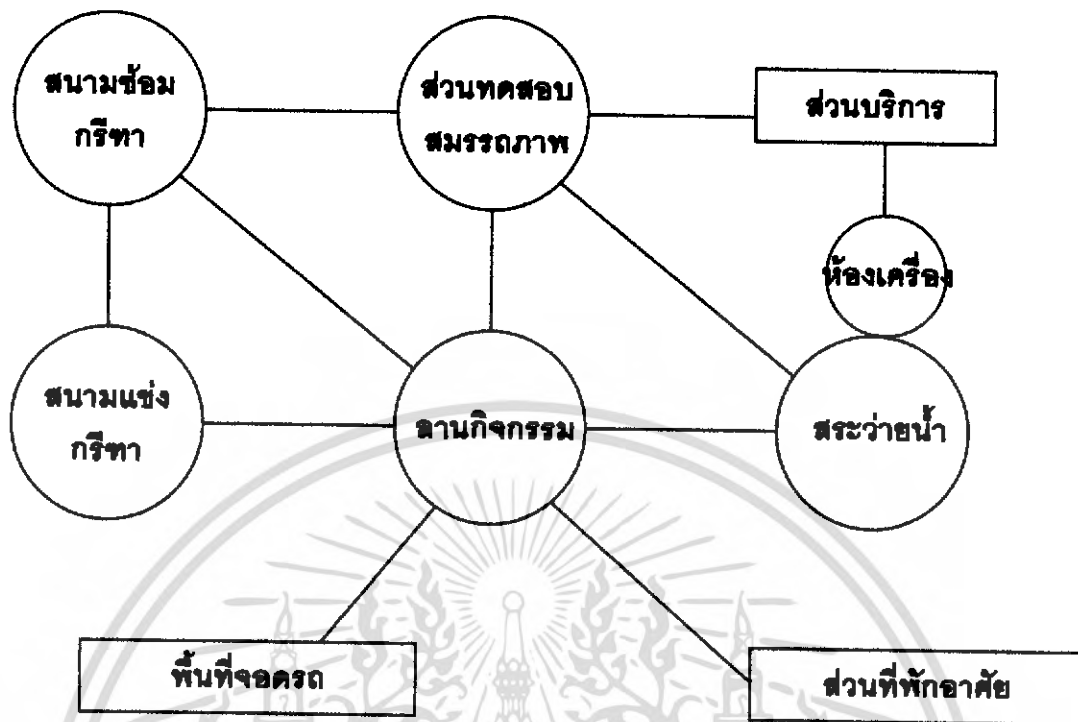 สนามซ้อม
กรีฑา
ส่วนทดสอบ
สมรรถภาพ
ส่วนบริการ
ห้องเครื่อง
สนามแข่ง
กรีฑา
ลานกิจกรรม
สระว่ายน้ำ
พื้นที่จอดรถ
ส่วนที่พักอาศัย